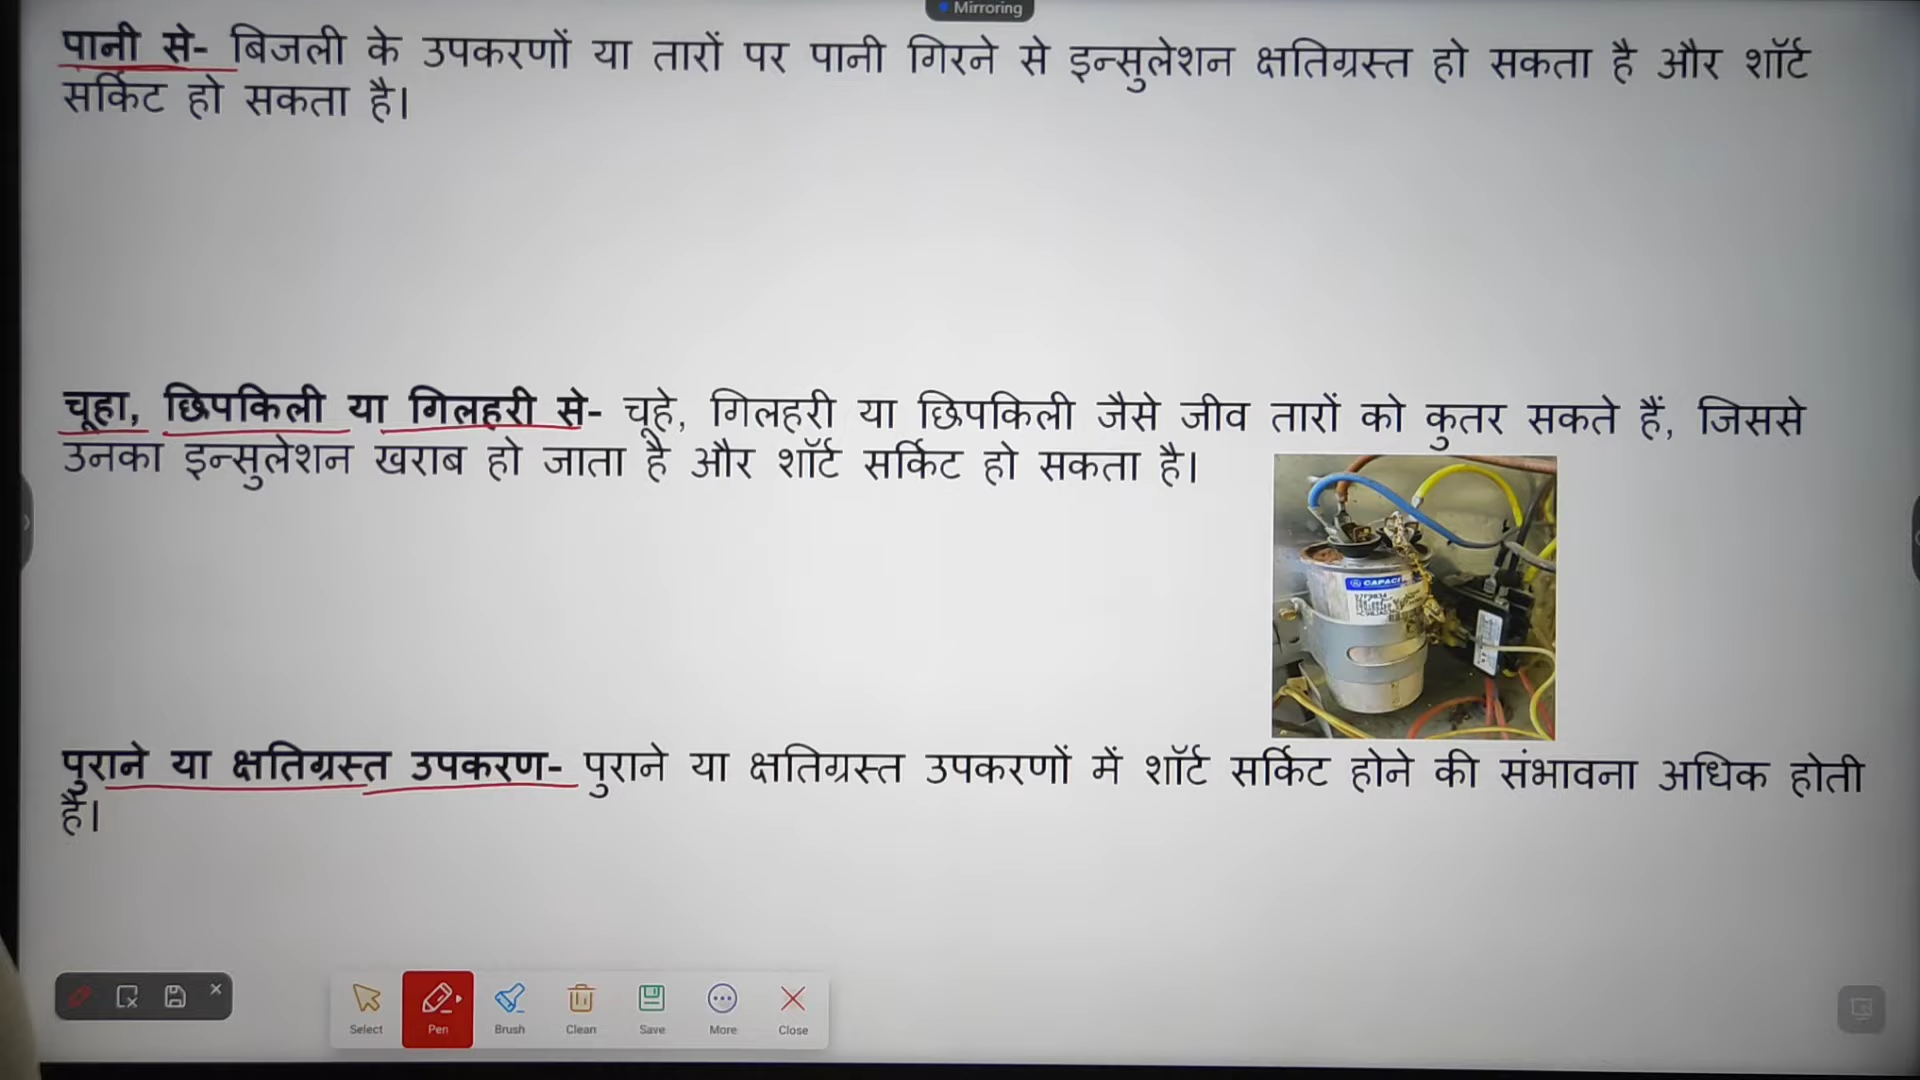 Mirroring
पानी से- बिजली के उपकरणों या तारों पर पानी गिरने से इन्सुलेशन क्षतिग्रस्त हो सकता है और शॉर्ट
सर्किट हो सकता है।
चूहा, छिपकिली या गिलहरी से- चूहे, गिलहरी या छिपकिली जैसे जीव तारों को कुतर सकते हैं, जिससे
उनका इन्सुलेशन खराब हो जाता है और शॉर्ट सर्किट हो सकता है।
CAPACI
पुराने या क्षतिग्रस्त उपकरण- पुराने या क्षतिग्रस्त उपकरणों में शॉर्ट सर्किट होने की संभावना अधिक होती
है।
Select Pen Brush Clean Save More Close